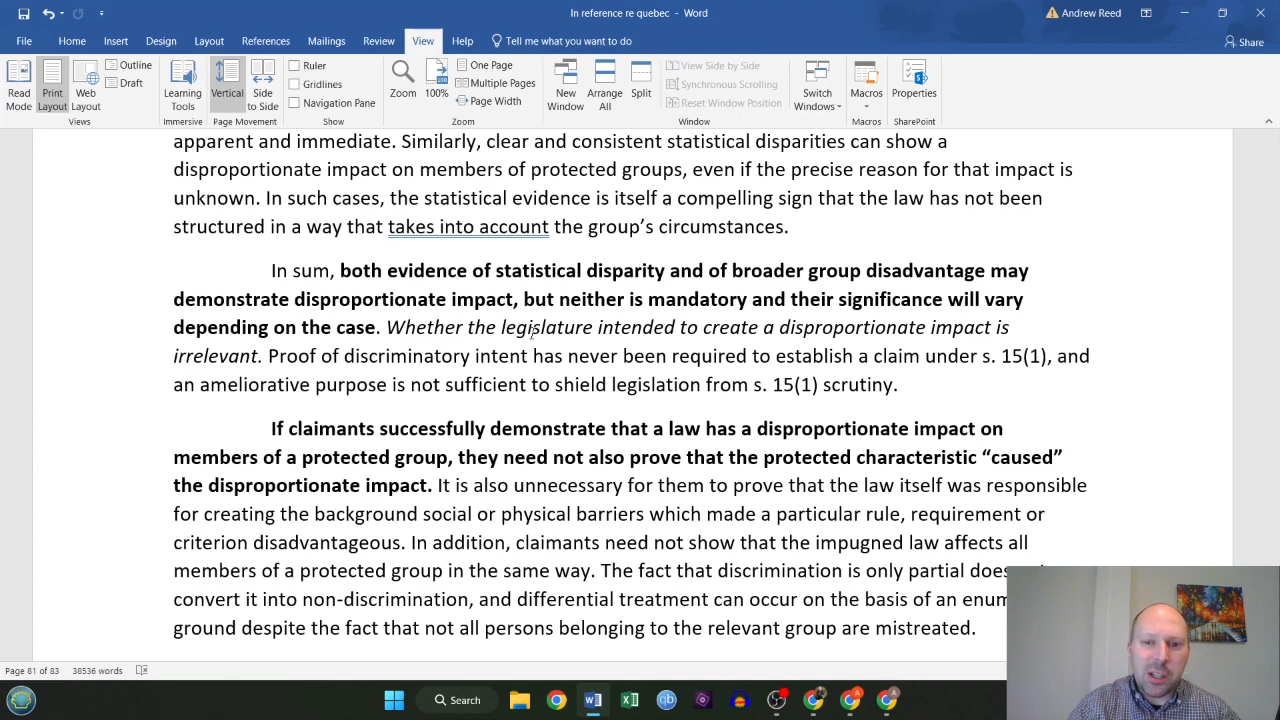 In reference re quebec - Word
Andrew Reed
File Home Insert Design Layout References Mailings Review View Help Tell me what you want to do
Share
Read Mode
Print Layout
Web Layout
Outline
Draft
Views
Learning Tools
Immersive
Vertical
Side to Side
Page Movement
Ruler
Gridlines
Navigation Pane
Show
Zoom
100%
One Page
Multiple Pages
Page Width
Zoom
New Window
Arrange All
Split
View Side by Side
Synchronous Scrolling
Reset Window Position
Window
Switch Windows
Macros
Macros
Properties
SharePoint
apparent and immediate. Similarly, clear and consistent statistical disparities can show a
disproportionate impact on members of protected groups, even if the precise reason for that impact is
unknown. In such cases, the statistical evidence is itself a compelling sign that the law has not been
structured in a way that takes into account the group’s circumstances.
In sum, both evidence of statistical disparity and of broader group disadvantage may
demonstrate disproportionate impact, but neither is mandatory and their significance will vary
depending on the case. Whether the legislature intended to create a disproportionate impact is
irrelevant. Proof of discriminatory intent has never been required to establish a claim under s. 15(1), and
an ameliorative purpose is not sufficient to shield legislation from s. 15(1) scrutiny.
If claimants successfully demonstrate that a law has a disproportionate impact on
members of a protected group, they need not also prove that the protected characteristic “caused”
the disproportionate impact. It is also unnecessary for them to prove that the law itself was responsible
for creating the background social or physical barriers which made a particular rule, requirement or
criterion disadvantageous. In addition, claimants need not show that the impugned law affects all
members of a protected group in the same way. The fact that discrimination is only partial does
convert it into non-discrimination, and differential treatment can occur on the basis of an enum
ground despite the fact that not all persons belonging to the relevant group are mistreated.
Page 81 of 83 38536 words
Search